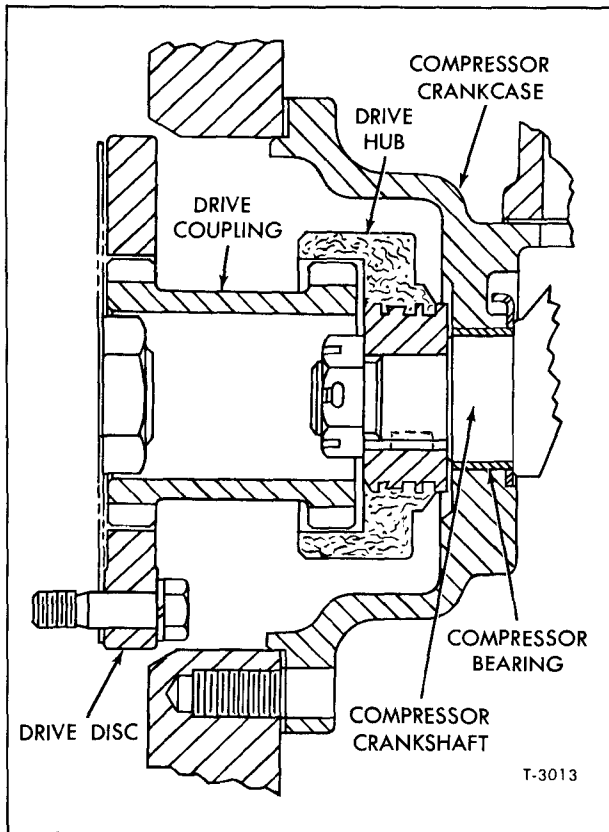 COMPRESSOR
CRANKCASE
DRIVE
HUB
DRIVE
COUPLING
COMPRESSOR
BEARING
DRIVE DISC
COMPRESSOR
CRANKSHAFT
T-3013